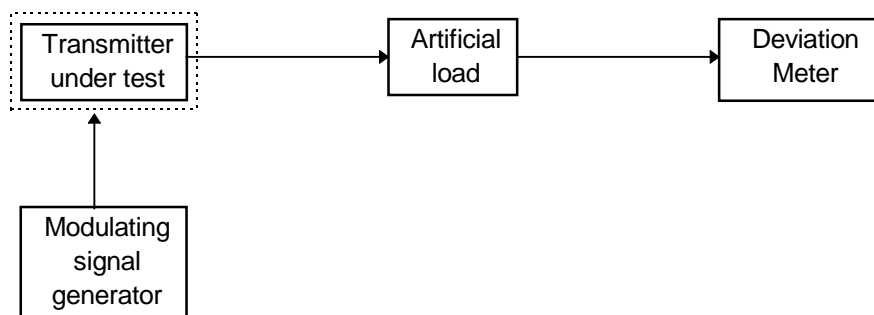 Transmitter
under test
Artificial
load
Deviation
Meter
Modulating
signal
generator